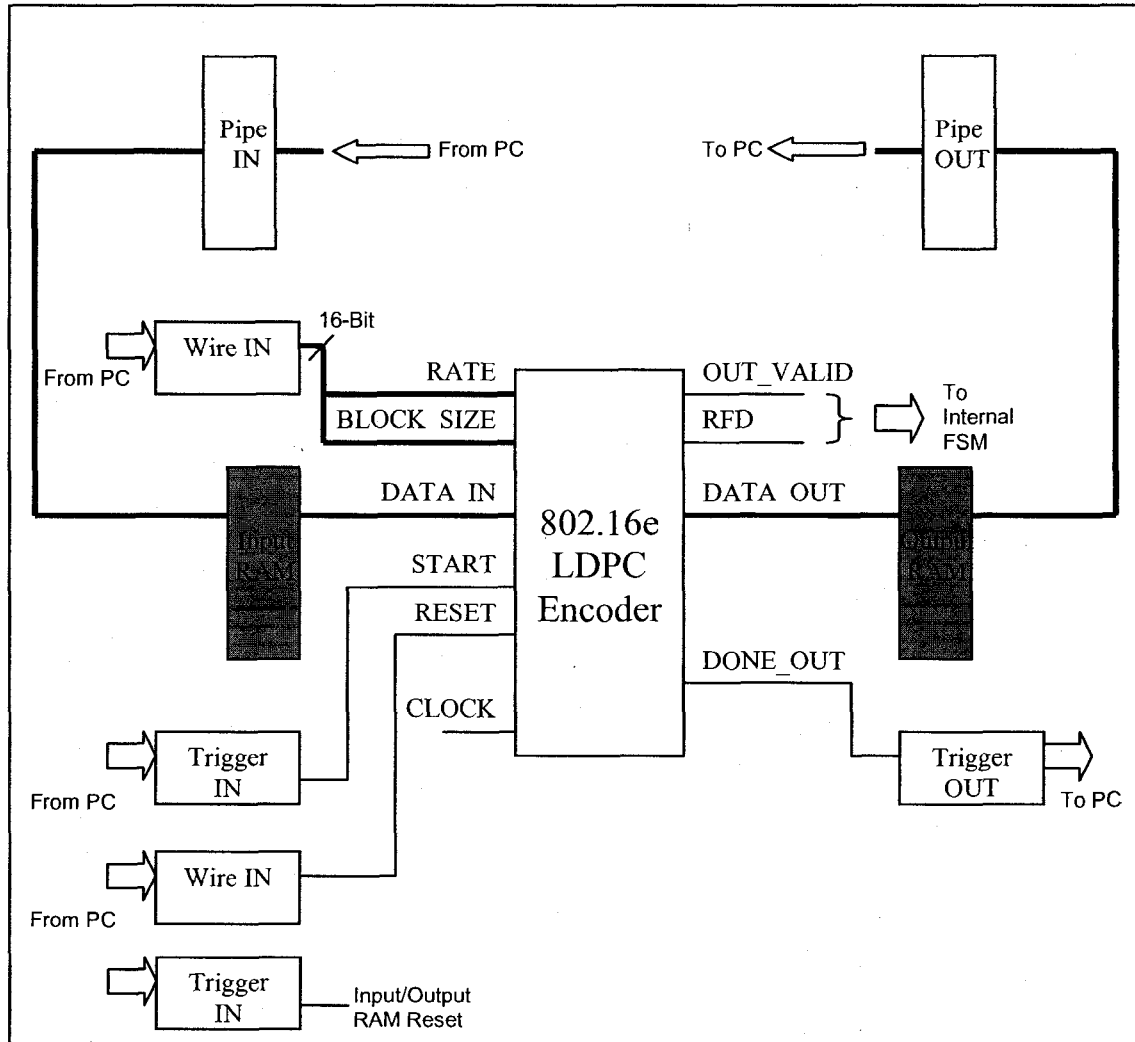 Pipe
IN
From PC
To PC
Pipe
OUT
16-Bit
Wire IN
From PC
RATE
BLOCK SIZE
OUT_VALID
RFD
To
Internal
FSM
DATA IN
DATA OUT
Input
RAM
802.16e
LDPC
Encoder
Output
RAM
START
RESET
DONE_OUT
CLOCK
Trigger
IN
From PC
Trigger
OUT
To PC
Wire IN
From PC
Trigger
IN
Input/Output
RAM Reset